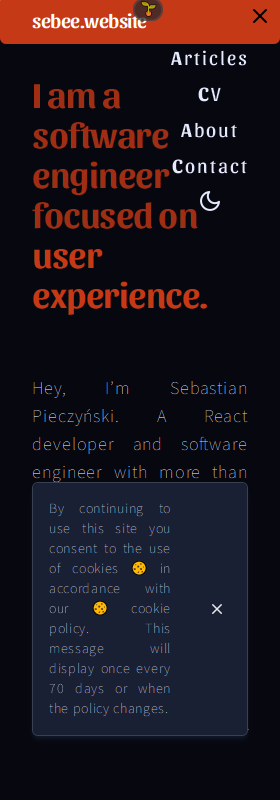 sebee.website
Articles
CV
About
Contact
I am a
software
engineer
focused on
user
experience.
Hey, I'm Sebastian
Pieczyński. A React
developer and software
engineer with more than
By continuing to
use this site you
consent to the use
of cookies 🍪 in
accordance with
our 🍪 cookie
policy. This
message will
display once every
70 days or when
the policy changes.